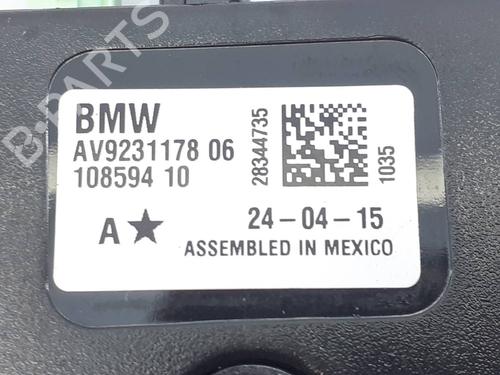 BMW
AV9231178 06
108594 10
28344735
1035
A★
24-04-15
ASSEMBLED IN MEXICO
B-PARTS